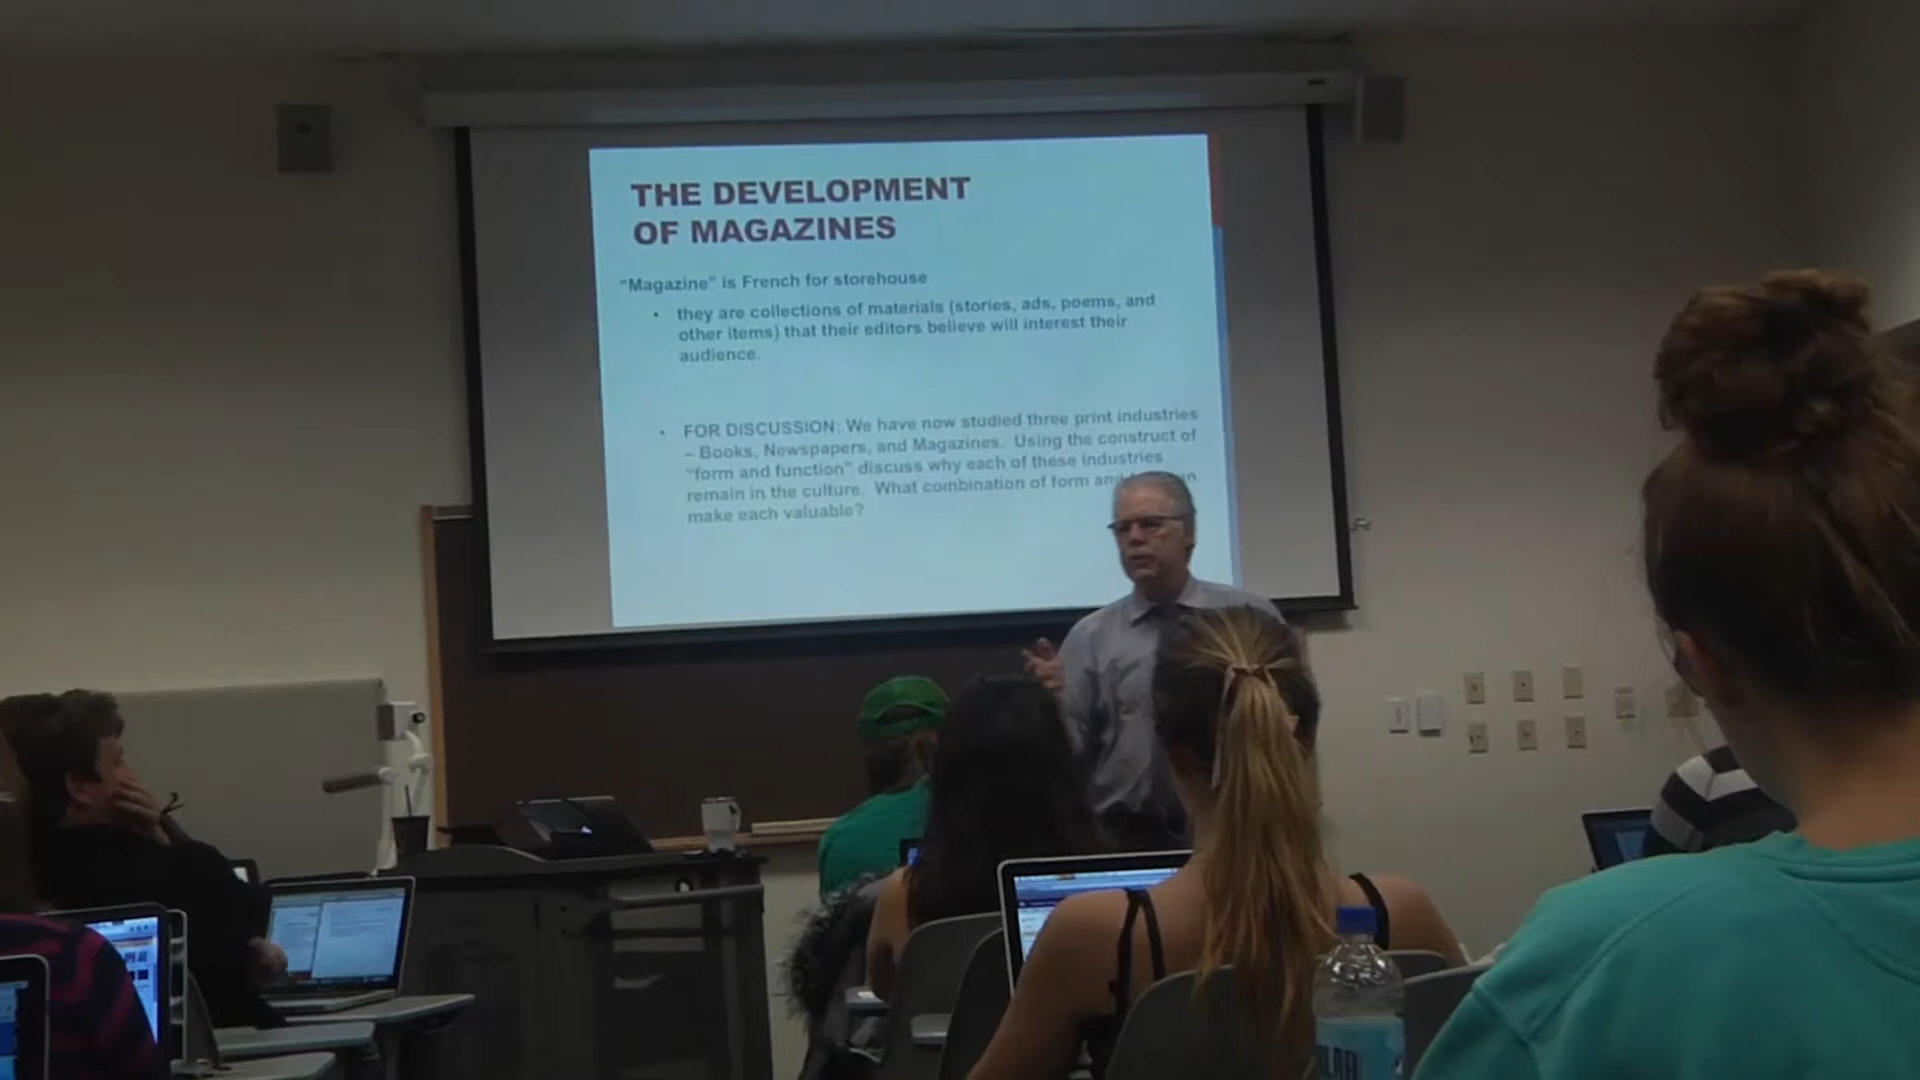 THE DEVELOPMENT
OF MAGAZINES
"Magazine" is French for storehouse
• they are collections of materials (stories, ads, poems, and
other items) that their editors believe will interest their
audience.
• FOR DISCUSSION: We have now studied three print industries
– Books, Newspapers, and Magazines. Using the construct of
"form and function" discuss why each of these industries
remain in the culture. What combination of form and
make each valuable?